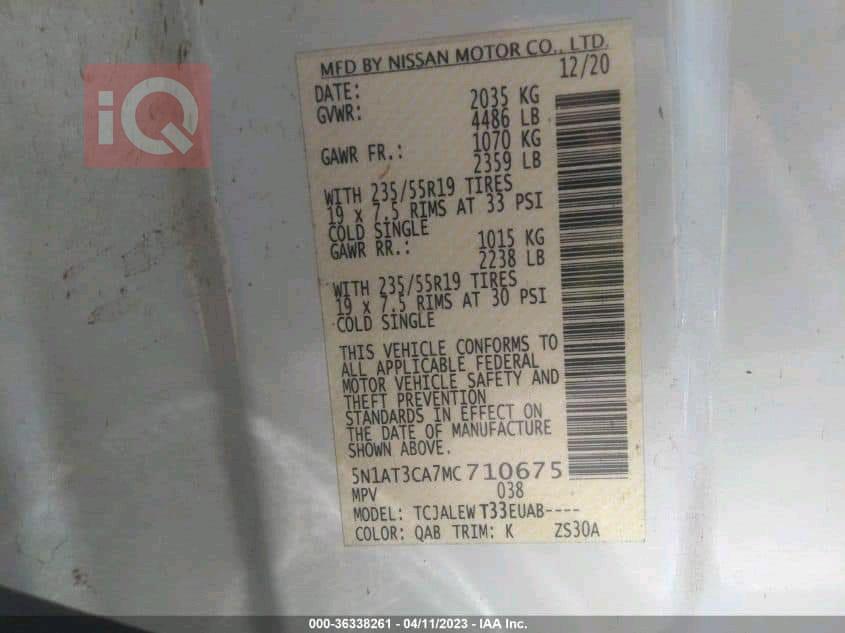 iQ
MFD BY NISSAN MOTOR CO., LTD.
DATE: 12/20
GVWR: 2035 KG
4486 LB
GAWR FR.: 1070 KG
2359 LB
WITH 235/55R19 TIRES
19 x 7.5 RIMS AT 33 PSI
COLD SINGLE
GAWR RR.: 1015 KG
2238 LB
WITH 235/55R19 TIRES
19 x 7.5 RIMS AT 30 PSI
COLD SINGLE
THIS VEHICLE CONFORMS TO
ALL APPLICABLE FEDERAL
MOTOR VEHICLE SAFETY AND
THEFT PREVENTION
STANDARDS IN EFFECT ON
THE DATE OF MANUFACTURE
SHOWN ABOVE.
5N1AT3CA7MC 710675
MPV 038
MODEL: TCJALEW T33EUAB----
COLOR: QAB TRIM: K ZS30A
000-36338261 - 04/11/2023 - IAA Inc.